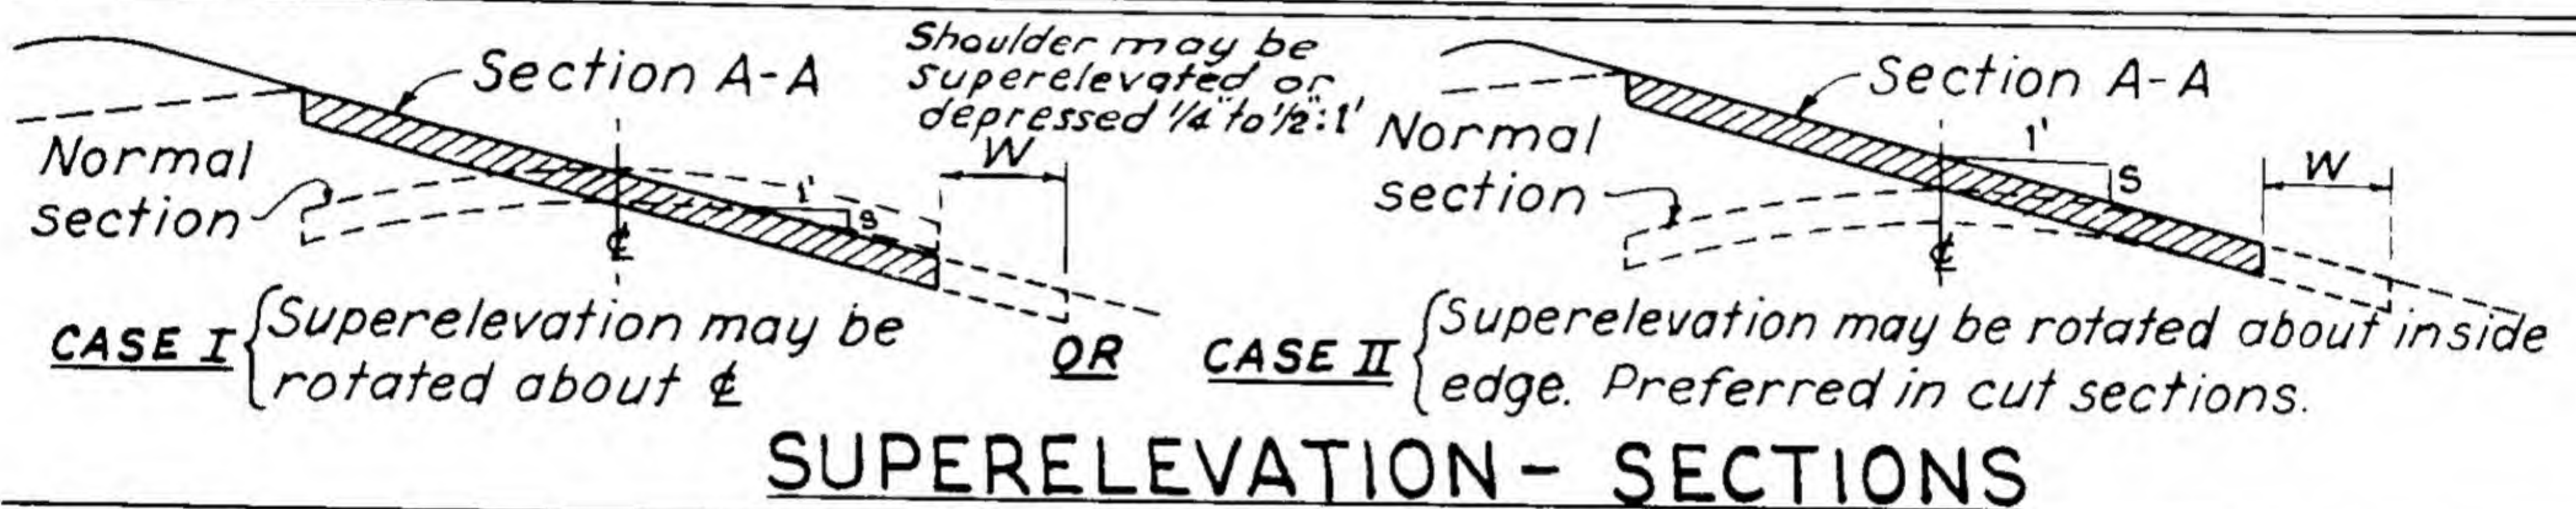 Section A-A
Shoulder may be
superelevated or
depressed 1/4" to 1/2":1'
Normal
section
W
1'
s
℄
CASE I {Superelevation may be
rotated about ℄
OR
Section A-A
Normal
section
1'
S
W
℄
CASE II {Superelevation may be rotated about inside
edge. Preferred in cut sections.
SUPERELEVATION - SECTIONS